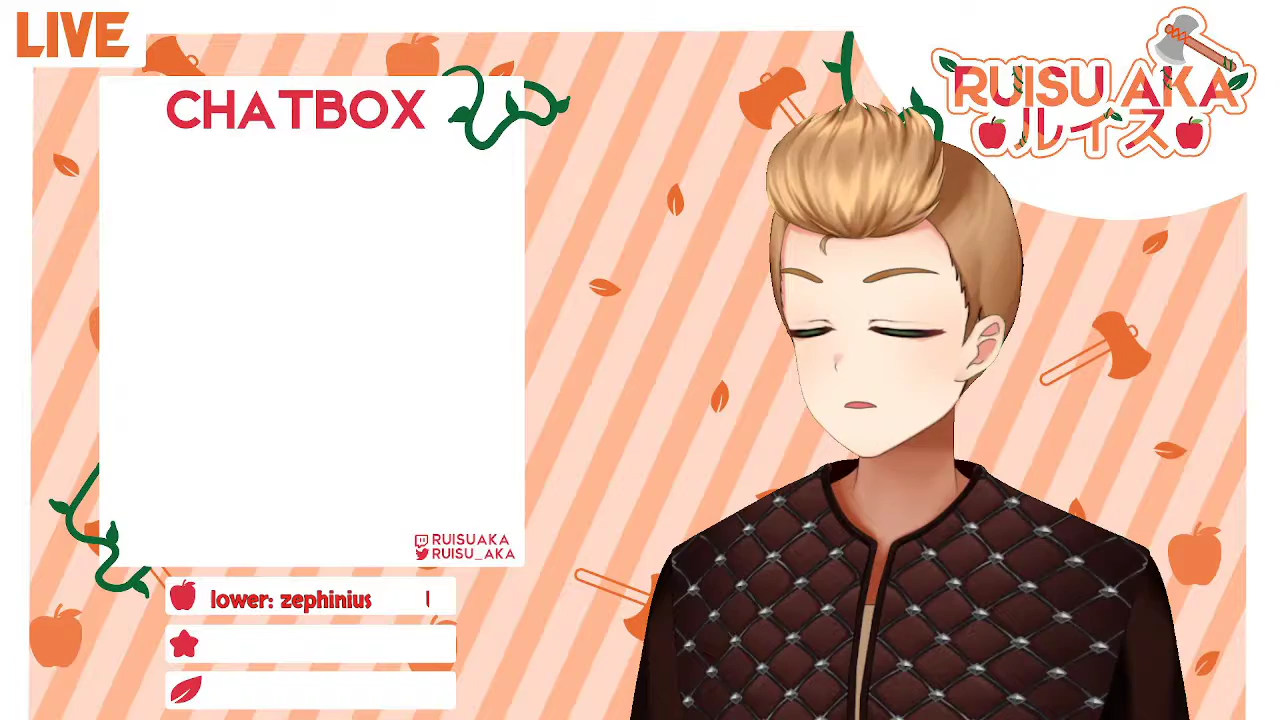 LIVE
CHATBOX
RUISU AKA
ルイス
RUISUAKA
RUISU_AKA
lower: zephinius l